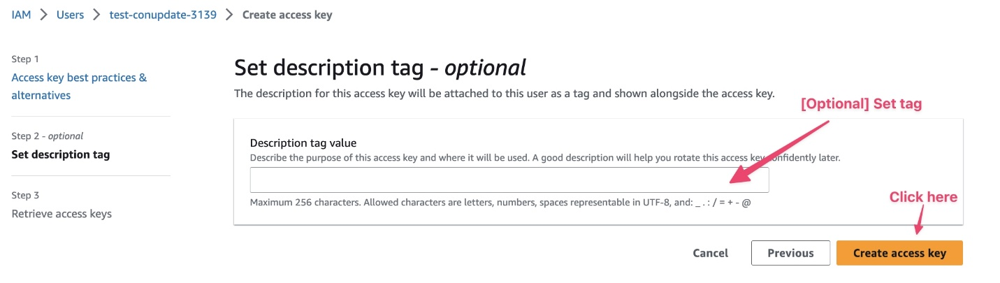 IAM > Users > test-conupdate-3139 > Create access key
Step 1
Access key best practices &
alternatives
Step 2 - optional
Set description tag
Step 3
Retrieve access keys
Set description tag - optional
The description for this access key will be attached to this user as a tag and shown alongside the access key.
[Optional] Set tag
Description tag value
Describe the purpose of this access key and where it will be used. A good description will help you rotate this access key confidently later.
Maximum 256 characters. Allowed characters are letters, numbers, spaces representable in UTF-8, and: _ . : / = + - @
Click here
Cancel Previous Create access key